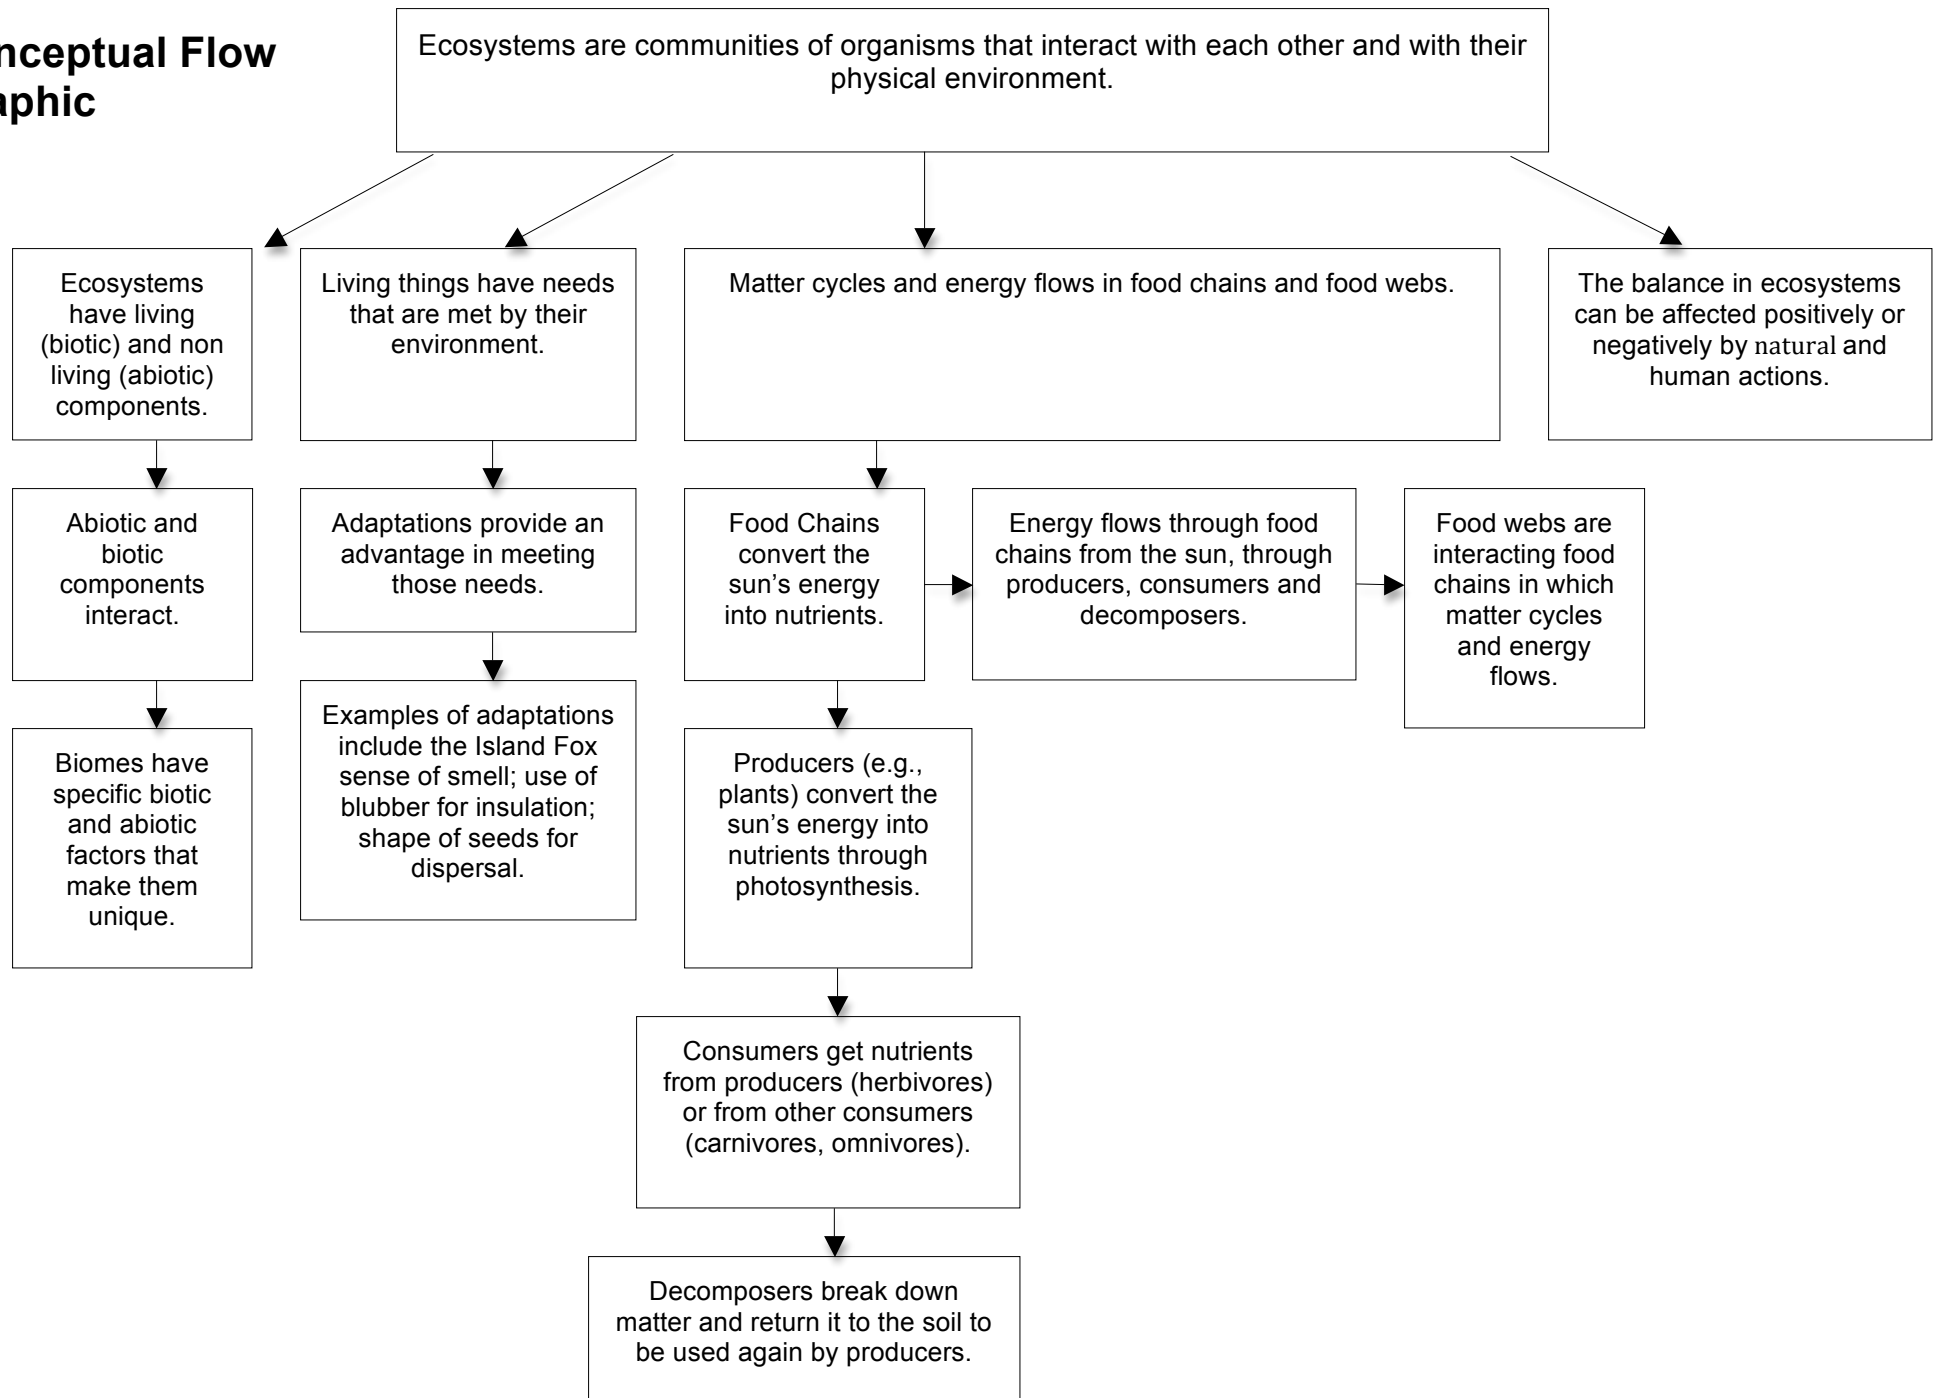 nceptual Flow
aphic
Ecosystems are communities of organisms that interact with each other and with their
physical environment.
Ecosystems
have living
(biotic) and non
living (abiotic)
components.
Living things have needs
that are met by their
environment.
Matter cycles and energy flows in food chains and food webs.
The balance in ecosystems
can be affected positively or
negatively by natural and
human actions.
Abiotic and
biotic
components
interact.
Adaptations provide an
advantage in meeting
those needs.
Food Chains
convert the
sun’s energy
into nutrients.
Energy flows through food
chains from the sun, through
producers, consumers and
decomposers.
Food webs are
interacting food
chains in which
matter cycles
and energy
flows.
Biomes have
specific biotic
and abiotic
factors that
make them
unique.
Examples of adaptations
include the Island Fox
sense of smell; use of
blubber for insulation;
shape of seeds for
dispersal.
Producers (e.g.,
plants) convert the
sun’s energy into
nutrients through
photosynthesis.
Consumers get nutrients
from producers (herbivores)
or from other consumers
(carnivores, omnivores).
Decomposers break down
matter and return it to the soil to
be used again by producers.